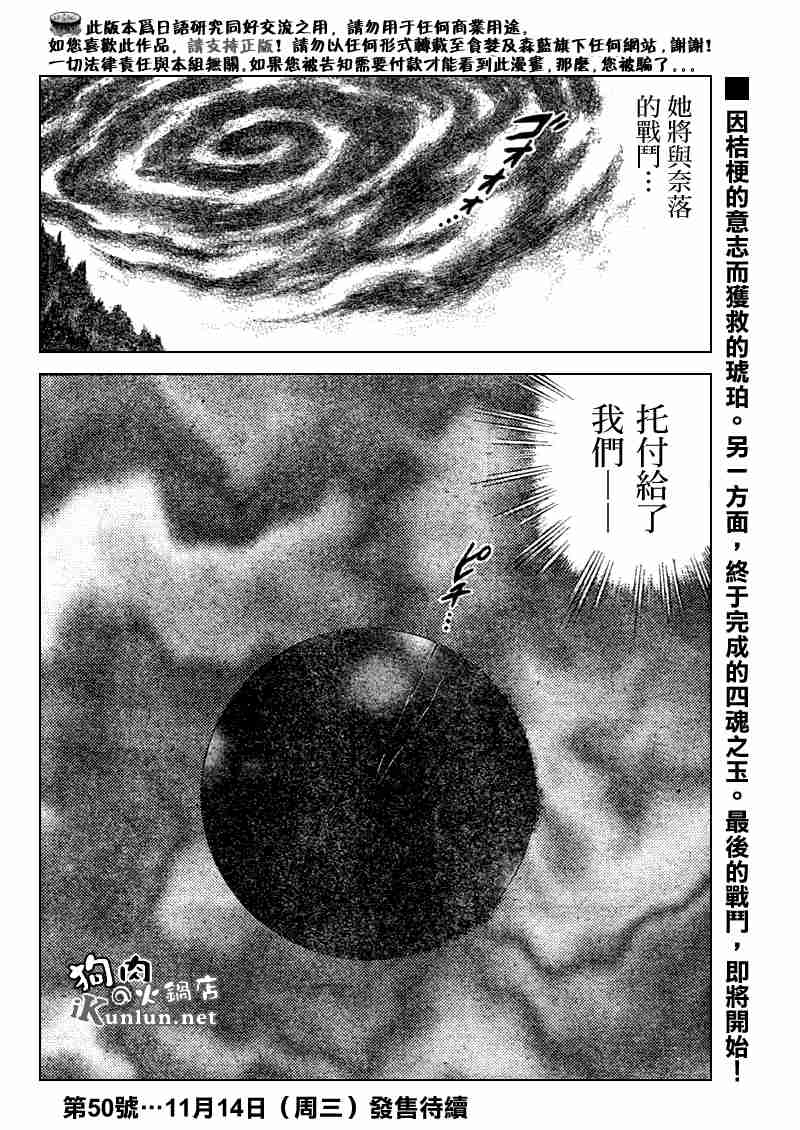 此版本爲日語研究同好交流之用，請勿用于任何商業用途，
如您喜歡此作品，請支持正版！請勿以任何形式轉載至貪婪及森藍旗下任何網站，謝謝！
一切法律責任與本組無關．如果您被告知需要付款才能看到此漫畫，那麼，您被騙了．．．
她將與奈落
的戰鬥…
ゴオオオ…
托付給了
我們——
ピチ…
■因桔梗的意志而獲救的琥珀。另一方面，終于完成的四魂之玉。最後的戰鬥，即將開始！
狗肉の火鍋店
iKunlun.net
第50號…11月14日（周三）發售待續